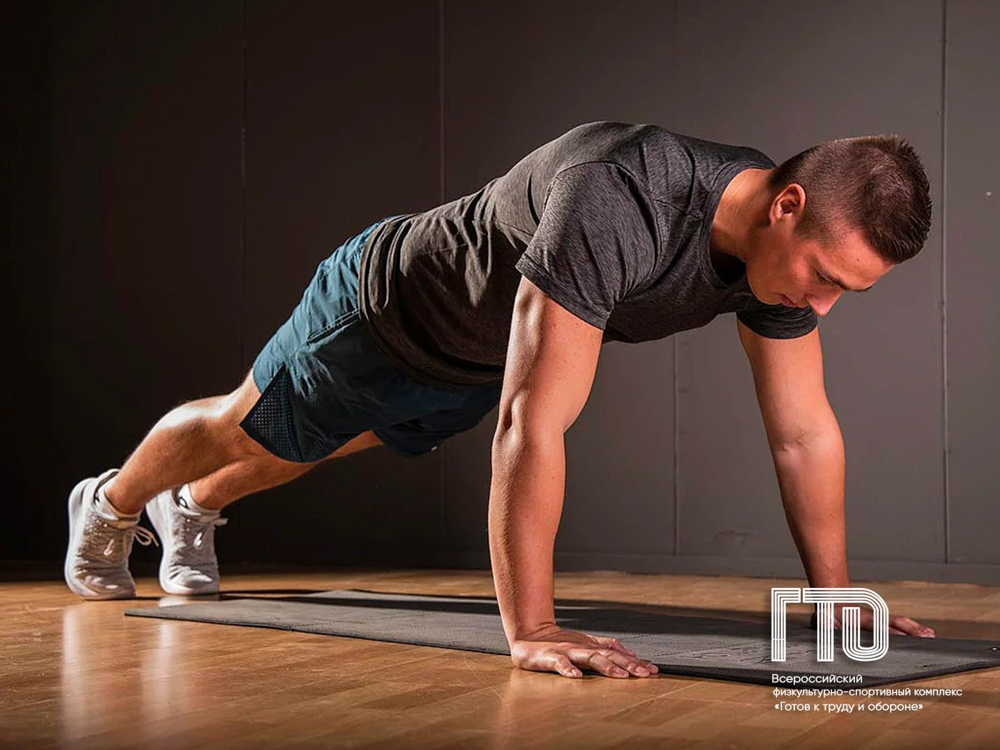 ГТО
Всероссийский
физкультурно-спортивный комплекс
«Готов к труду и обороне»